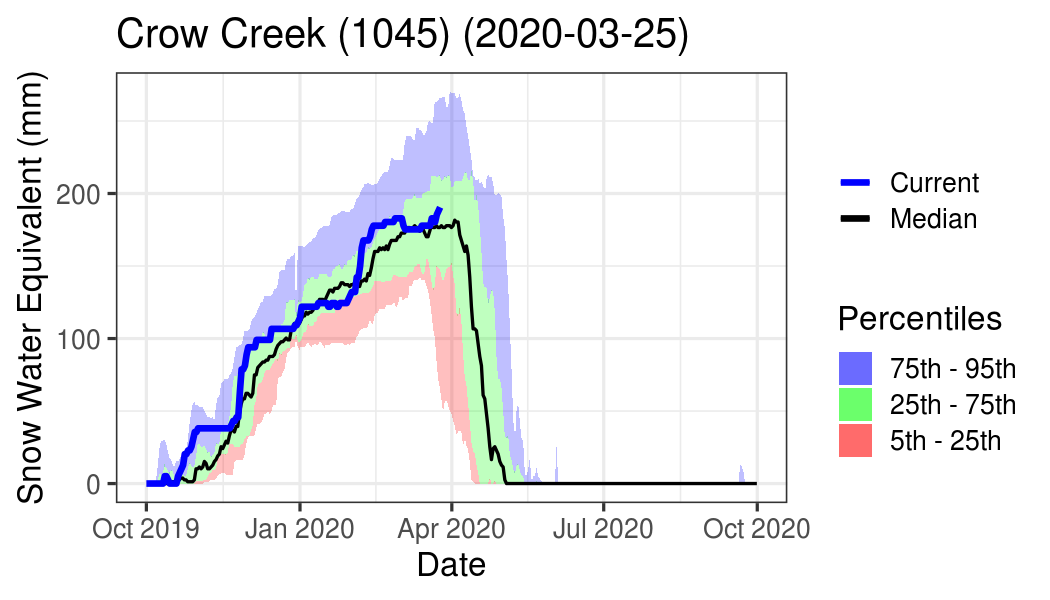 Crow Creek (1045) (2020-03-25)
Snow Water Equivalent (mm)
200
100
0
Oct 2019
Jan 2020
Apr 2020
Jul 2020
Oct 2020
Date
Current
Median
Percentiles
75th - 95th
25th - 75th
5th - 25th